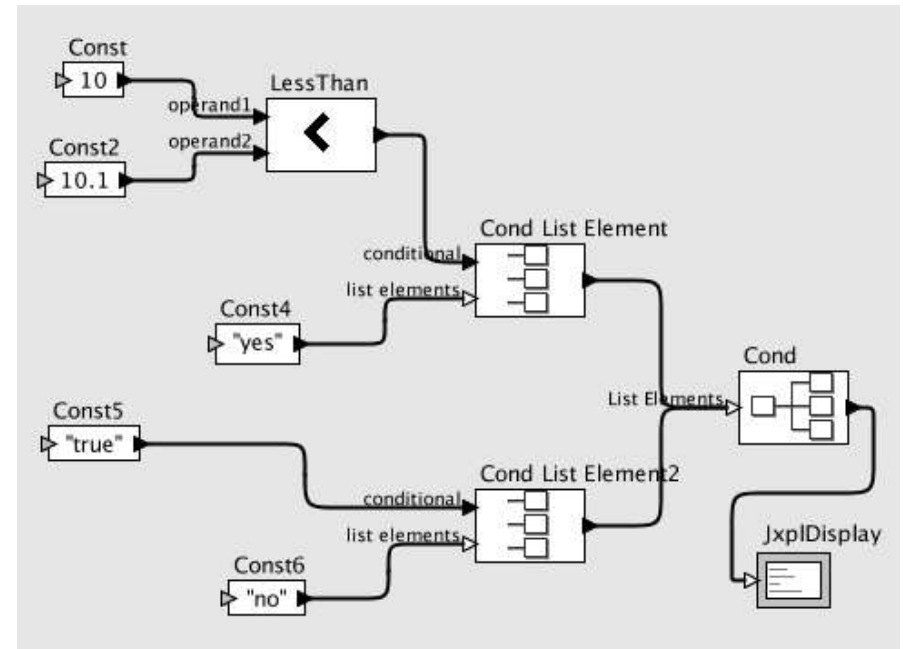 Const
10
LessThan
operand1
operand2
<
Const2
10.1
Cond List Element
conditional
list elements
Const4
"yes"
Cond
List Elements
Const5
"true"
Cond List Element2
conditional
list elements
JxplDisplay
Const6
"no"